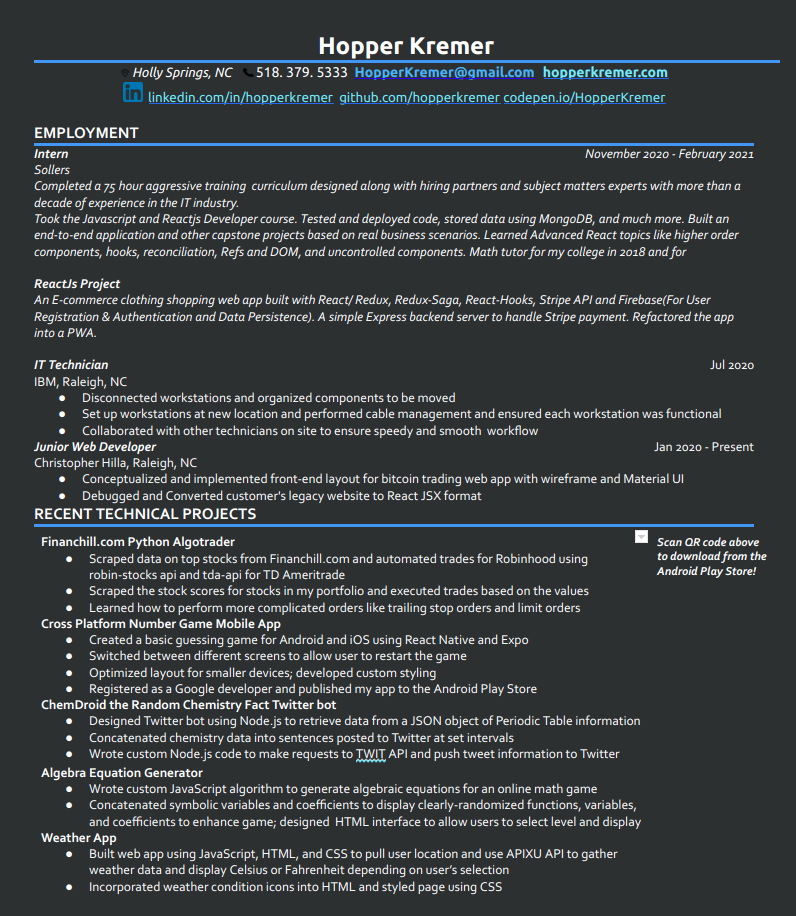 Hopper Kremer
Holly Springs, NC 518. 379. 5333 HopperKremer@gmail.com hopperkremer.com
linkedin.com/in/hopperkremer github.com/hopperkremer codepen.io/HopperKremer
EMPLOYMENT
Intern November 2020 - February 2021
Sollers
Completed a 75 hour aggressive training curriculum designed along with hiring partners and subject matters experts with more than a
decade of experience in the IT industry.
Took the Javascript and Reactjs Developer course. Tested and deployed code, stored data using MongoDB, and much more. Built an
end-to-end application and other capstone projects based on real business scenarios. Learned Advanced React topics like higher order
components, hooks, reconciliation, Refs and DOM, and uncontrolled components. Math tutor for my college in 2018 and for
ReactJs Project
An E-commerce clothing shopping web app built with React/ Redux, Redux-Saga, React-Hooks, Stripe API and Firebase(For User
Registration & Authentication and Data Persistence). A simple Express backend server to handle Stripe payment. Refactored the app
into a PWA.
IT Technician Jul 2020
IBM, Raleigh, NC
● Disconnected workstations and organized components to be moved
● Set up workstations at new location and performed cable management and ensured each workstation was functional
● Collaborated with other technicians on site to ensure speedy and smooth workflow
Junior Web Developer Jan 2020 - Present
Christopher Hilla, Raleigh, NC
● Conceptualized and implemented front-end layout for bitcoin trading web app with wireframe and Material UI
● Debugged and Converted customer's legacy website to React JSX format
RECENT TECHNICAL PROJECTS
Financhill.com Python Algotrader
● Scraped data on top stocks from Financhill.com and automated trades for Robinhood using
robin-stocks api and tda-api for TD Ameritrade
● Scraped the stock scores for stocks in my portfolio and executed trades based on the values
● Learned how to perform more complicated orders like trailing stop orders and limit orders
Scan QR code above
to download from the
Android Play Store!
Cross Platform Number Game Mobile App
● Created a basic guessing game for Android and iOS using React Native and Expo
● Switched between different screens to allow user to restart the game
● Optimized layout for smaller devices; developed custom styling
● Registered as a Google developer and published my app to the Android Play Store
ChemDroid the Random Chemistry Fact Twitter bot
● Designed Twitter bot using Node.js to retrieve data from a JSON object of Periodic Table information
● Concatenated chemistry data into sentences posted to Twitter at set intervals
● Wrote custom Node.js code to make requests to TWIT API and push tweet information to Twitter
Algebra Equation Generator
● Wrote custom JavaScript algorithm to generate algebraic equations for an online math game
● Concatenated symbolic variables and coefficients to display clearly-randomized functions, variables,
and coefficients to enhance game; designed HTML interface to allow users to select level and display
Weather App
● Built web app using JavaScript, HTML, and CSS to pull user location and use APIXU API to gather
weather data and display Celsius or Fahrenheit depending on user's selection
● Incorporated weather condition icons into HTML and styled page using CSS